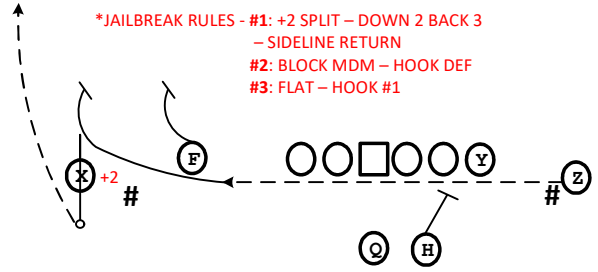 *JAILBREAK RULES - #1: +2 SPLIT – DOWN 2 BACK 3
– SIDELINE RETURN
#2: BLOCK MDM – HOOK DEF
#3: FLAT – HOOK #1
F
Y
X +2
Z
# #
Q H